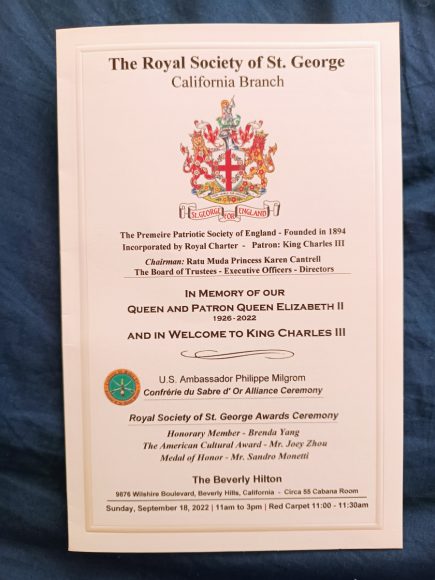 The Royal Society of St. George
California Branch
ST. GEORGE FOR ENGLAND
The Premeire Patriotic Society of England - Founded in 1894
Incorporated by Royal Charter - Patron: King Charles III
Chairman: Ratu Muda Princess Karen Cantrell
The Board of Trustees - Executive Officers - Directors
In Memory of our
Queen and Patron Queen Elizabeth II
1926-2022
and in Welcome to King Charles III
U.S. Ambassador Philippe Milgrom
Confrérie du Sabre d' Or Alliance Ceremony
Royal Society of St. George Awards Ceremony
Honorary Member - Brenda Yang
The American Cultural Award - Mr. Joey Zhou
Medal of Honor - Mr. Sandro Monetti
The Beverly Hilton
9876 Wilshire Boulevard, Beverly Hills, California - Circa 55 Cabana Room
Sunday, September 18, 2022 | 11am to 3pm | Red Carpet 11:00 - 11:30am